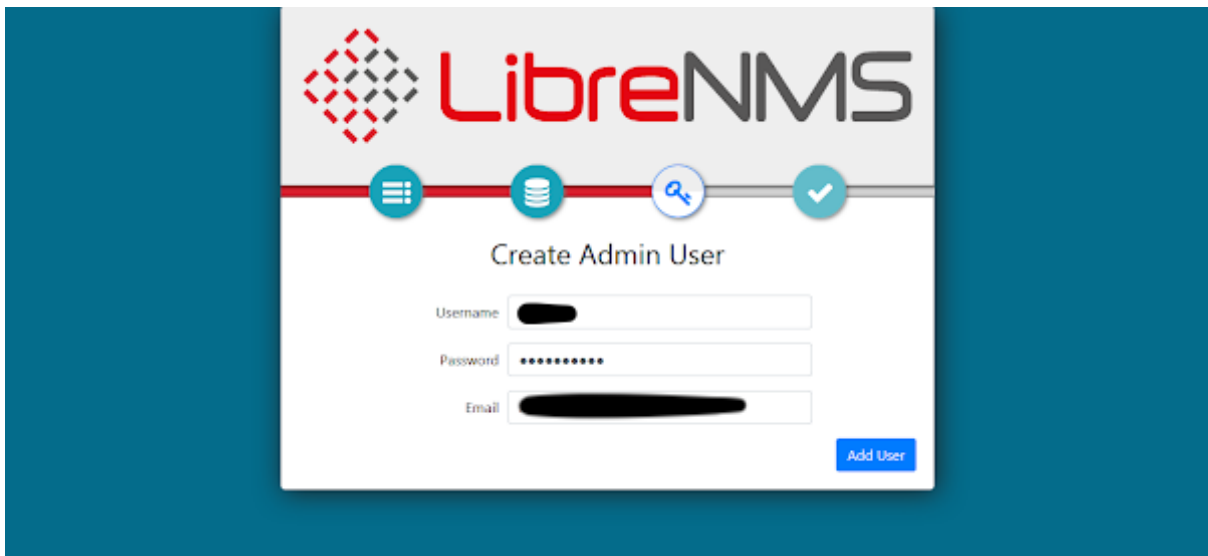 LibreNMS
Create Admin User
Username
Password ••••••••••
Email
Add User